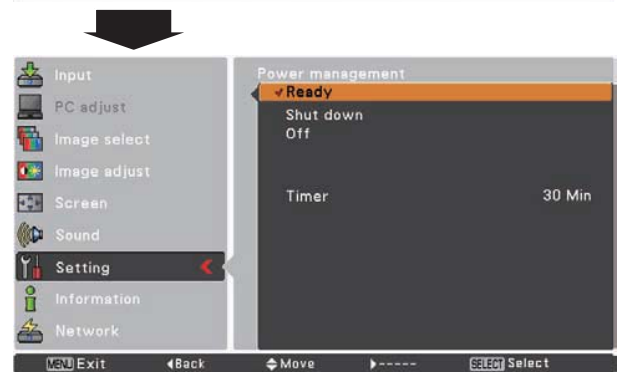 Input
PC adjust
Image select
Image adjust
Screen
Sound
Setting
Information
Network
Power management
✔Ready
Shut down
Off
Timer 30 Min
MENU Exit ◀Back ◆Move ▶----- SELECT Select